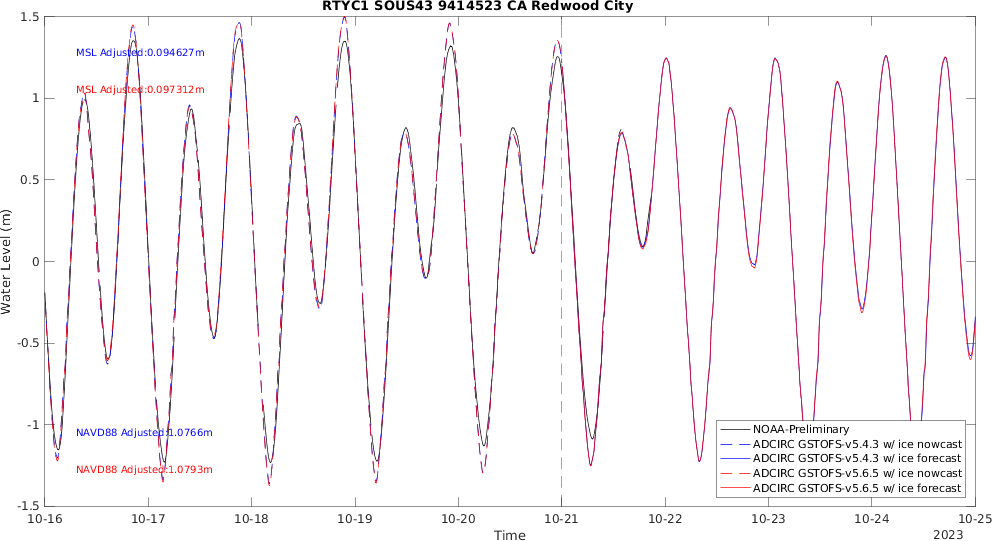 RTYC1 SOUS43 9414523 CA Redwood City
1.5
1
0.5
0
-0.5
-1
-1.5
Water Level (m)
MSL Adjusted:0.094627m
MSL Adjusted:0.097312m
NAVD88 Adjusted:1.0766m
NAVD88 Adjusted:1.0793m
NOAA-Preliminary
ADCIRC GSTOFS-v5.4.3 w/ ice nowcast
ADCIRC GSTOFS-v5.4.3 w/ ice forecast
ADCIRC GSTOFS-v5.6.5 w/ ice nowcast
ADCIRC GSTOFS-v5.6.5 w/ ice forecast
10-16 10-17 10-18 10-19 10-20 10-21 10-22 10-23 10-24 10-25
Time
2023